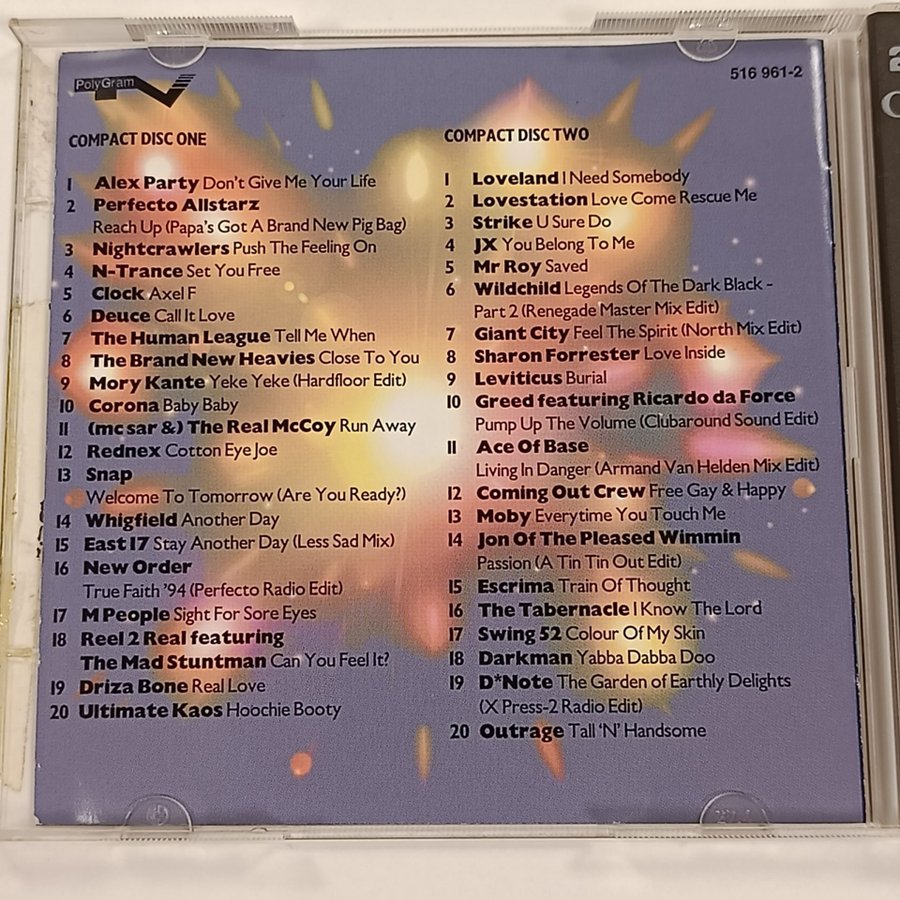 PolyGram TV
516 961-2
COMPACT DISC ONE
1 Alex Party Don't Give Me Your Life
2 Perfecto Allstarz
Reach Up (Papa's Got A Brand New Pig Bag)
3 Nightcrawlers Push The Feeling On
4 N-Trance Set You Free
5 Clock Axel F
6 Deuce Call It Love
7 The Human League Tell Me When
8 The Brand New Heavies Close To You
9 Mory Kante Yeke Yeke (Hardfloor Edit)
10 Corona Baby Baby
11 (mc sar &) The Real McCoy Run Away
12 Rednex Cotton Eye Joe
13 Snap
Welcome To Tomorrow (Are You Ready?)
14 Whigfield Another Day
15 East 17 Stay Another Day (Less Sad Mix)
16 New Order
True Faith '94 (Perfecto Radio Edit)
17 M People Sight For Sore Eyes
18 Reel 2 Real featuring
The Mad Stuntman Can You Feel It?
19 Driza Bone Real Love
20 Ultimate Kaos Hoochie Booty
COMPACT DISC TWO
1 Loveland I Need Somebody
2 Lovestation Love Come Rescue Me
3 Strike U Sure Do
4 JX You Belong To Me
5 Mr Roy Saved
6 Wildchild Legends Of The Dark Black -
Part 2 (Renegade Master Mix Edit)
7 Giant City Feel The Spirit (North Mix Edit)
8 Sharon Forrester Love Inside
9 Leviticus Burial
10 Greed featuring Ricardo da Force
Pump Up The Volume (Clubaround Sound Edit)
11 Ace Of Base
Living In Danger (Armand Van Helden Mix Edit)
12 Coming Out Crew Free Gay & Happy
13 Moby Everytime You Touch Me
14 Jon Of The Pleased Wimmin
Passion (A Tin Tin Out Edit)
15 Escrima Train Of Thought
16 The Tabernacle I Know The Lord
17 Swing 52 Colour Of My Skin
18 Darkman Yabba Dabba Doo
19 D*Note The Garden of Earthly Delights
(X Press-2 Radio Edit)
20 Outrage Tall 'N' Handsome